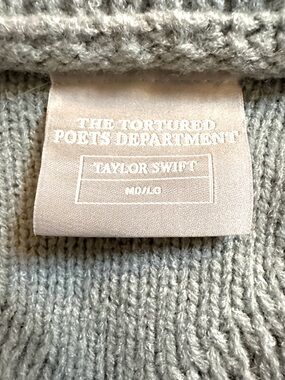 THE TORTURED
POETS DEPARTMENT
TAYLOR SWIFT
MD/LG